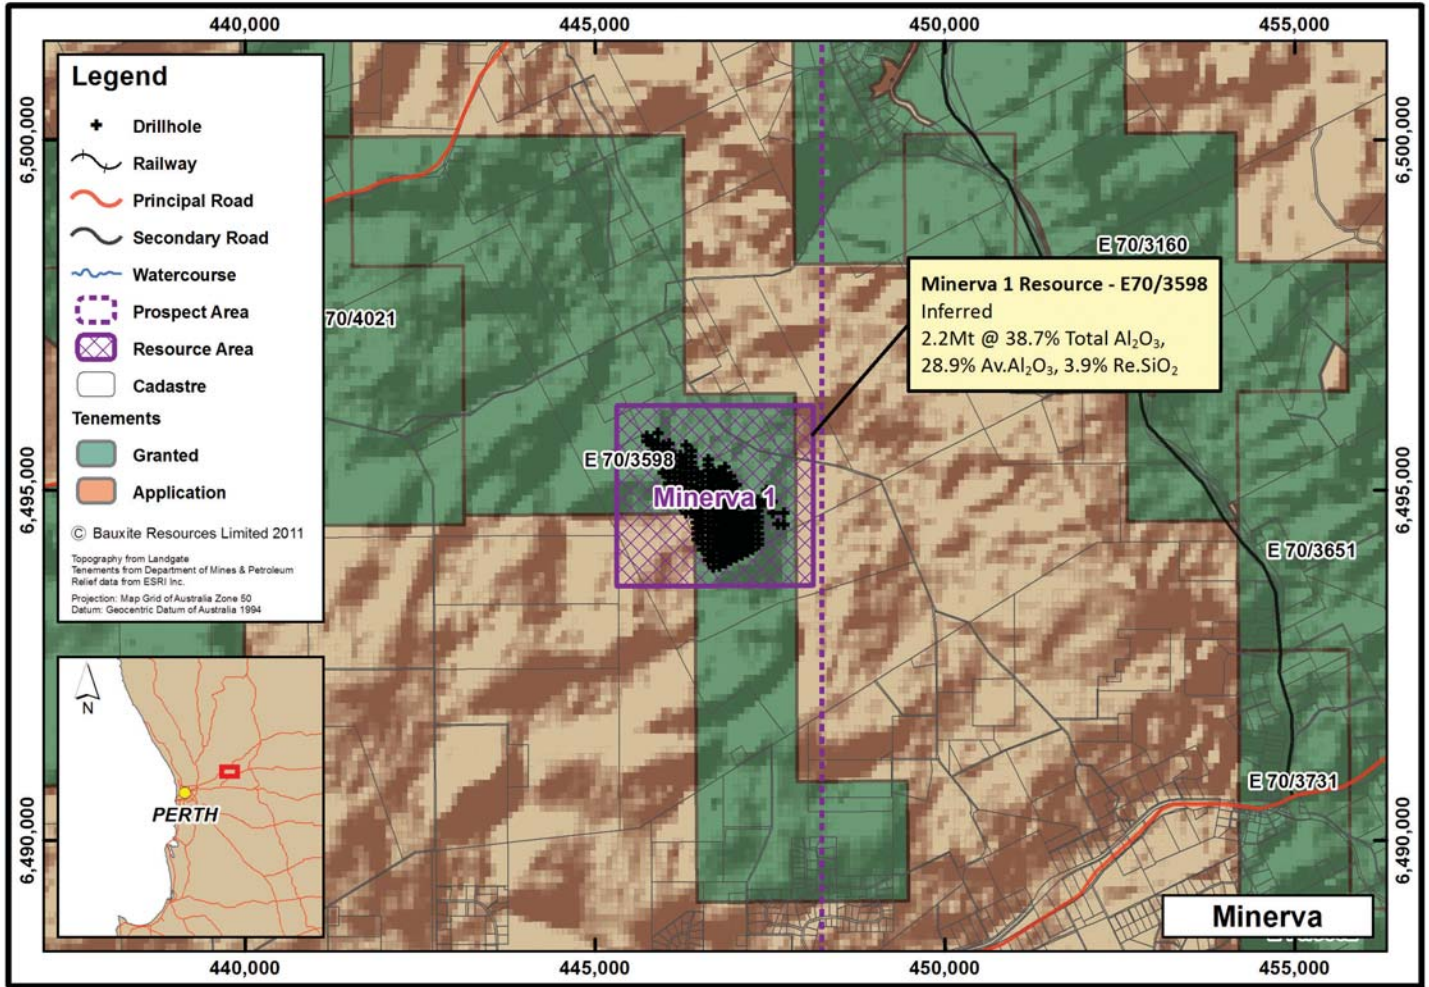 440,000
445,000
450,000
455,000
6,500,000
6,495,000
6,490,000
6,500,000
6,495,000
6,490,000
Legend
Drillhole
Railway
Principal Road
Secondary Road
Watercourse
Prospect Area
Resource Area
Cadastre
Tenements
Granted
Application
© Bauxite Resources Limited 2011
Topography from Landgate
Tenements from Department of Mines & Petroleum
Relief data from ESRI Inc.
Projection: Map Grid of Australia Zone 50
Datum: Geocentric Datum of Australia 1994
N
PERTH
70/4021
E 70/3160
Minerva 1 Resource - E70/3598
Inferred
2.2Mt @ 38.7% Total Al₂O₃,
28.9% Av.Al₂O₃, 3.9% Re.SiO₂
E 70/3598
Minerva 1
E 70/3651
E 70/3731
Minerva
440,000
445,000
450,000
455,000